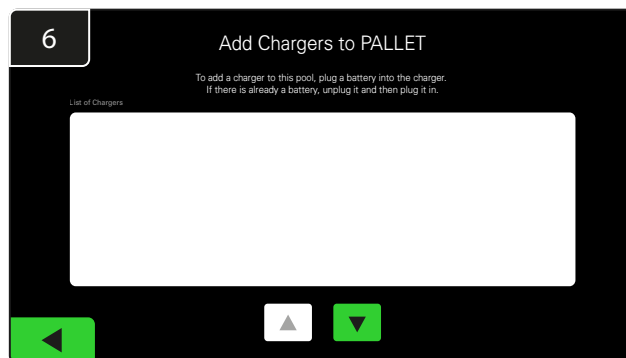 6
Add Chargers to PALLET
To add a charger to this pool, plug a battery into the charger.
If there is already a battery, unplug it and then plug it in.
List of Chargers